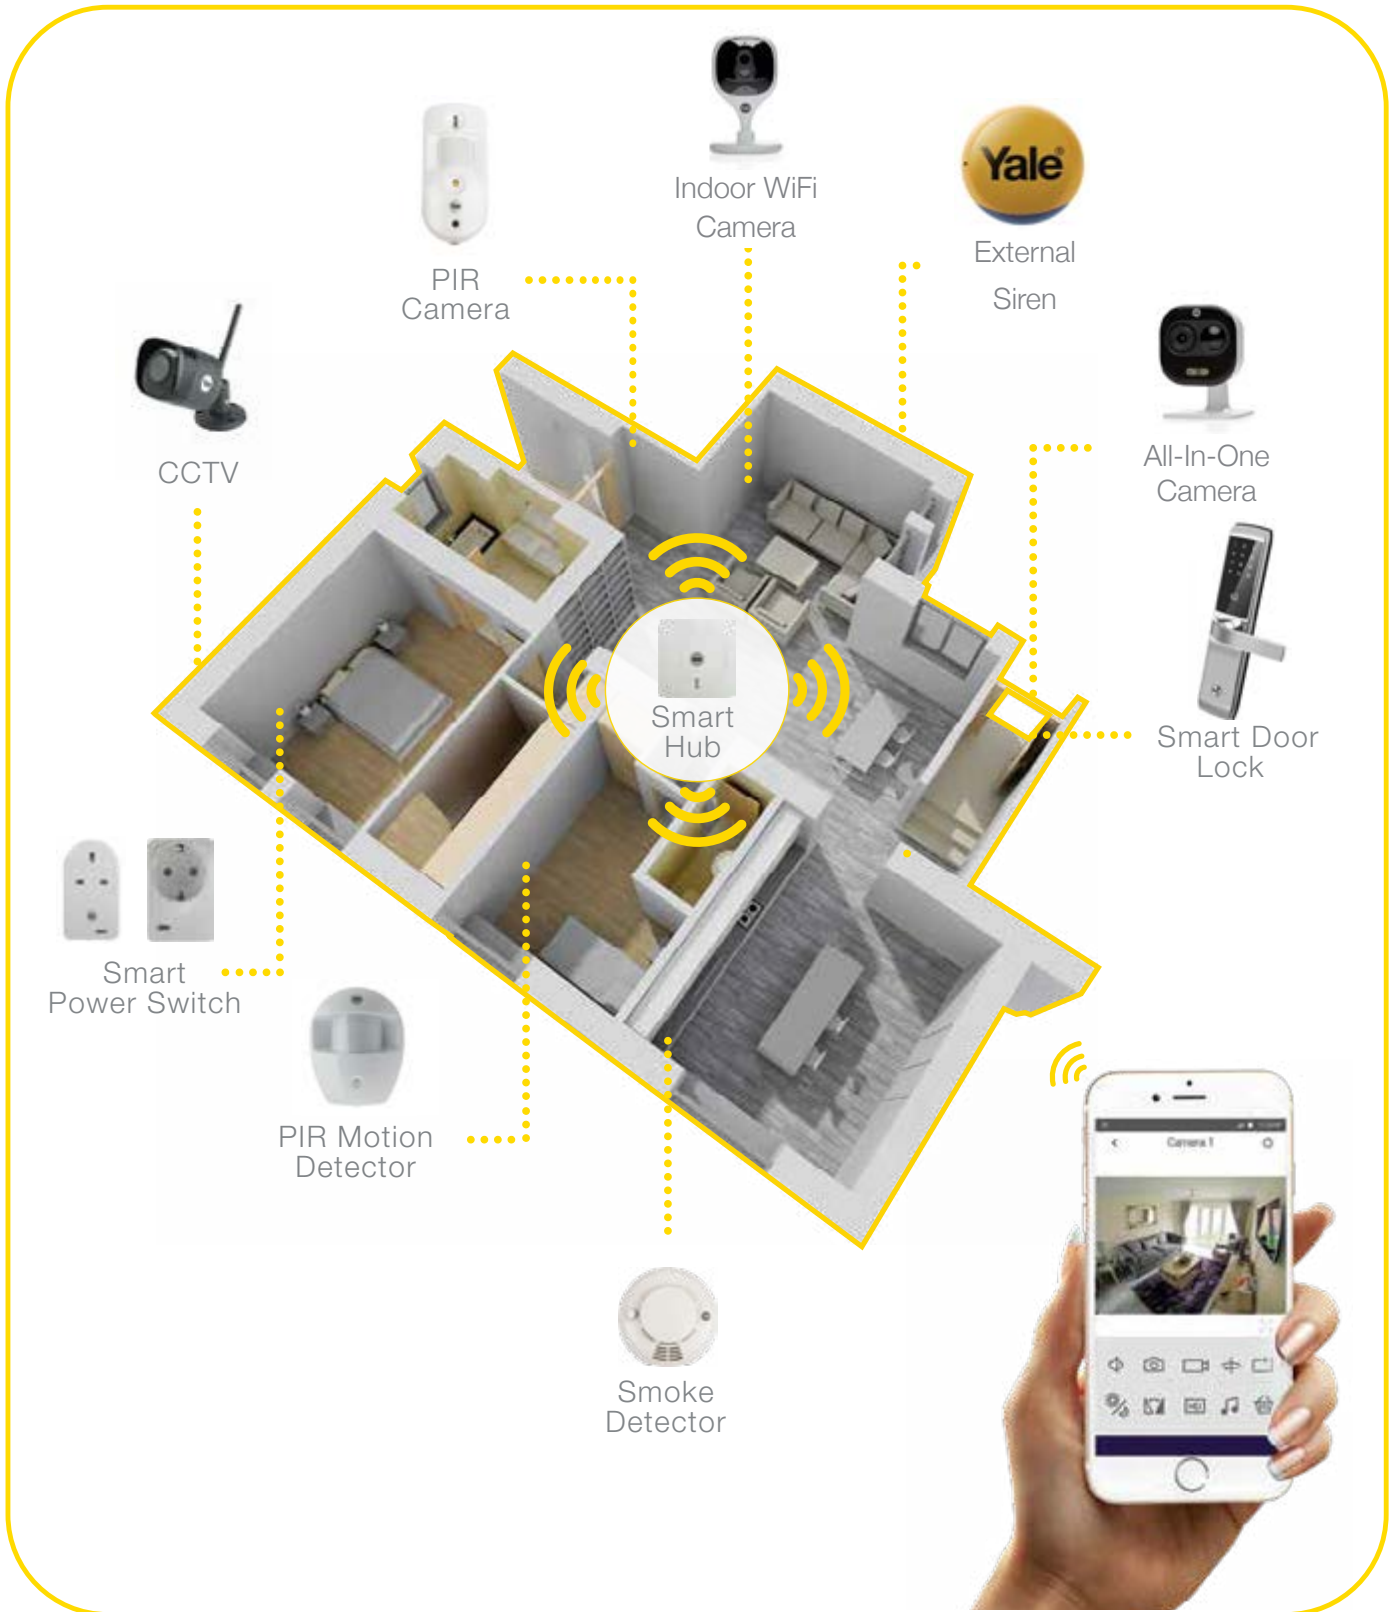 Indoor WiFi
Camera
Yale
External
Siren
PIR
Camera
CCTV
All-In-One
Camera
Smart
Hub
Smart Door
Lock
Smart
Power Switch
PIR Motion
Detector
Camera 1
HD
Smoke
Detector